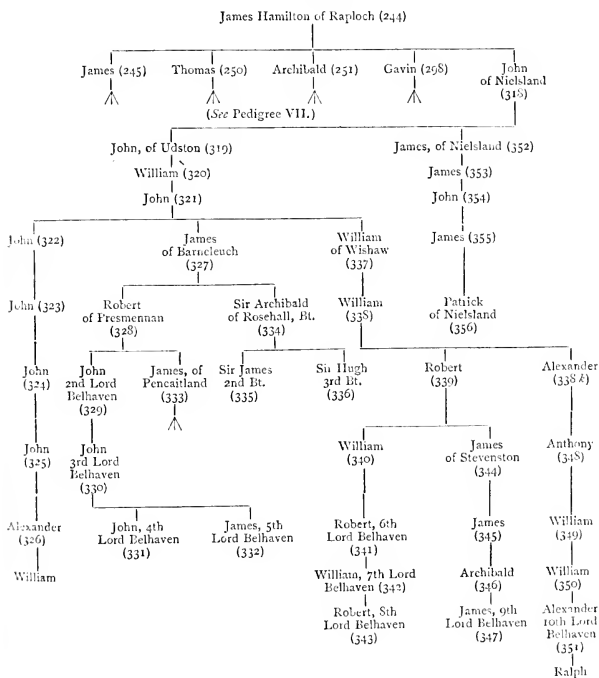 James Hamilton of Raploch (244)
James (245) Thomas (250) Archibald (251) Gavin (298) John
of Nielsland
(318)
(See Pedigree VII.)
John, of Udston (319) James, of Nielsland (352)
William (320) James (353)
John (321) John (354)
John (322) James William James (355)
of Barncleuch of Wishaw
(327) (337)
John (323) Robert Sir Archibald William Patrick
of Presmennan of Rosehall, Bt. (338) of Nielsland
(328) (334) (356)
John John James, of Sir James Sir Hugh Robert Alexander
(324) 2nd Lord Pencaitland 2nd Bt. 3rd Bt. (339) (338 k)
Belhaven (333) (335) (336)
(329)
John John William James Anthony
(325) 3rd Lord (340) of Stevenston (348)
Belhaven (344)
(330)
Alexander John, 4th James, 5th Robert, 6th James William
(326) Lord Belhaven Lord Belhaven Lord Belhaven (345) (349)
(331) (332) (341)
William William, 7th Lord Archibald William
Belhaven (342) (346) (350)
Robert, 8th James, 9th Alexander
Lord Belhaven Lord Belhaven 10th Lord
(343) (347) Belhaven
(351)
Ralph